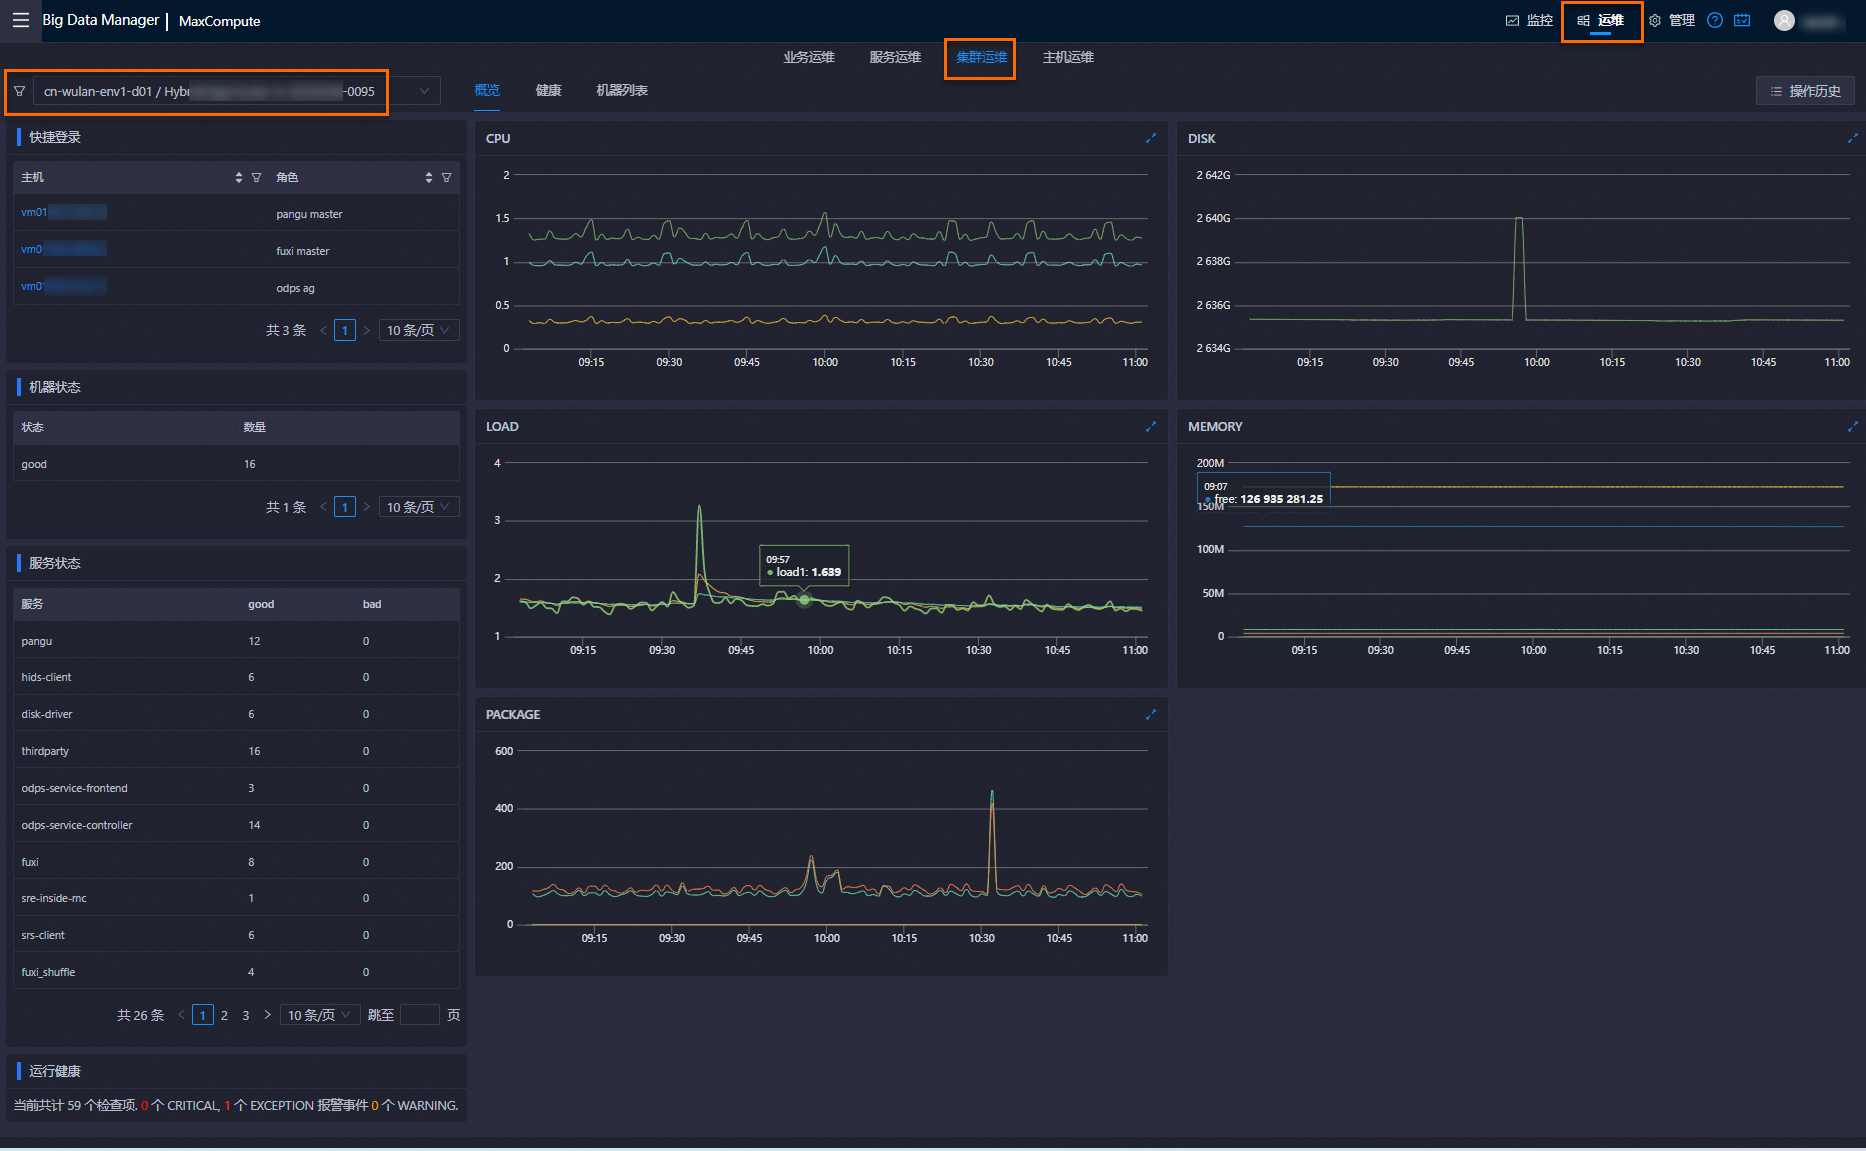 Big Data Manager | MaxCompute
监控
运维
管理
业务运维
服务运维
集群运维
主机运维
cn-wulan-env1-d01 / Hybr
-0095
概览
健康
机器列表
操作历史
快捷登录
主机
角色
vm01
pangu master
vm0
fuxi master
vm0
odps ag
共 3 条
1
10 条/页
机器状态
状态
数量
good
16
共 1 条
1
10 条/页
服务状态
服务
good
bad
pangu
12
0
hids-client
6
0
disk-driver
6
0
thirdparty
16
0
odps-service-frontend
3
0
odps-service-controller
14
0
fuxi
8
0
sre-inside-mc
1
0
srs-client
6
0
fuxi_shuffle
4
0
共 26 条
1
2
3
10 条/页
跳至
页
运行健康
当前共计 59 个检查项. 0 个 CRITICAL, 1 个 EXCEPTION 报警事件 0 个 WARNING.
CPU
2
1.5
1
0.5
0
09:15
09:30
09:45
10:00
10:15
10:30
10:45
11:00
DISK
2 642G
2 640G
2 638G
2 636G
2 634G
09:15
09:30
09:45
10:00
10:15
10:30
10:45
11:00
LOAD
4
3
2
1
09:57
load1: 1.639
09:15
09:30
09:45
10:00
10:15
10:30
10:45
11:00
MEMORY
200M
09:07
free: 126 935 281.25
150M
100M
50M
0
09:15
09:30
09:45
10:00
10:15
10:30
10:45
11:00
PACKAGE
600
400
200
0
09:15
09:30
09:45
10:00
10:15
10:30
10:45
11:00